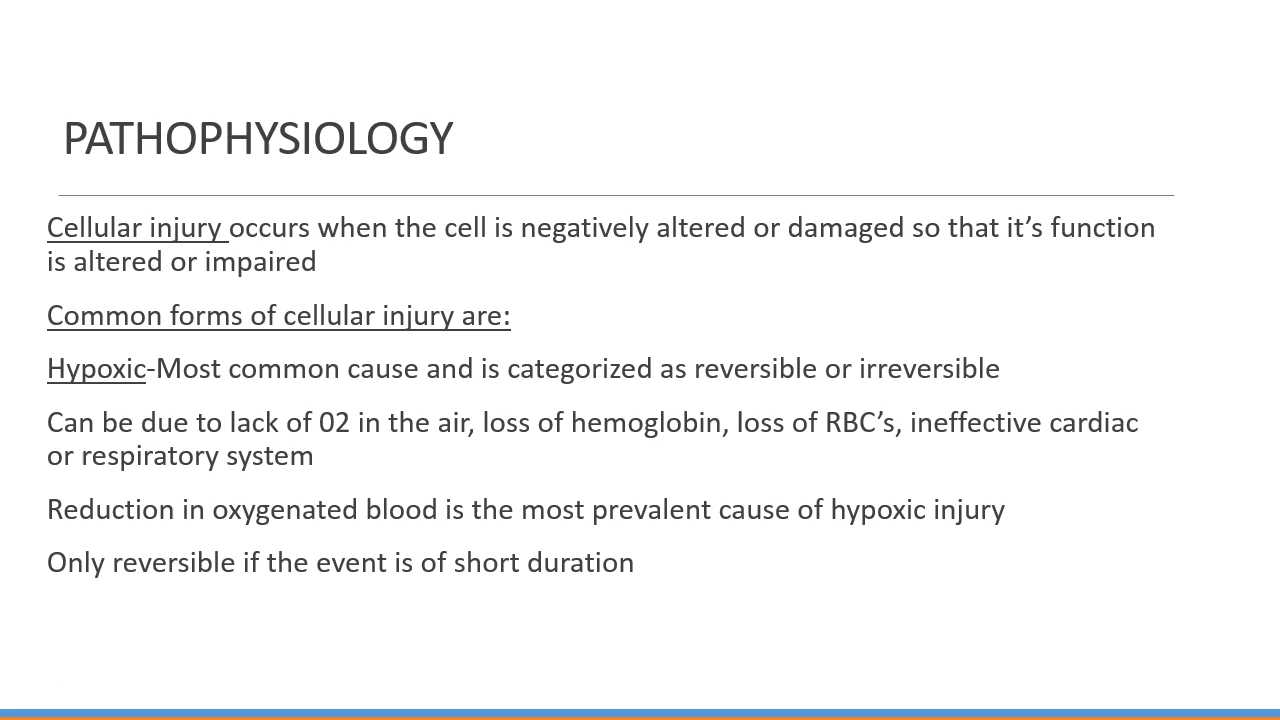 PATHOPHYSIOLOGY
Cellular injury occurs when the cell is negatively altered or damaged so that it’s function
is altered or impaired
Common forms of cellular injury are:
Hypoxic-Most common cause and is categorized as reversible or irreversible
Can be due to lack of 02 in the air, loss of hemoglobin, loss of RBC’s, ineffective cardiac
or respiratory system
Reduction in oxygenated blood is the most prevalent cause of hypoxic injury
Only reversible if the event is of short duration